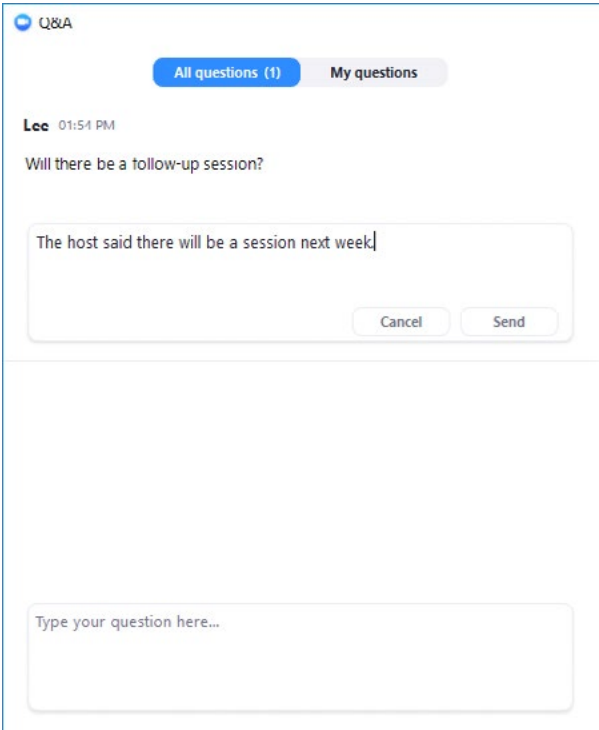 Q&A
All questions (1) My questions
Lee 01:54 PM
Will there be a follow-up session?
The host said there will be a session next week.
Cancel Send
Type your question here...